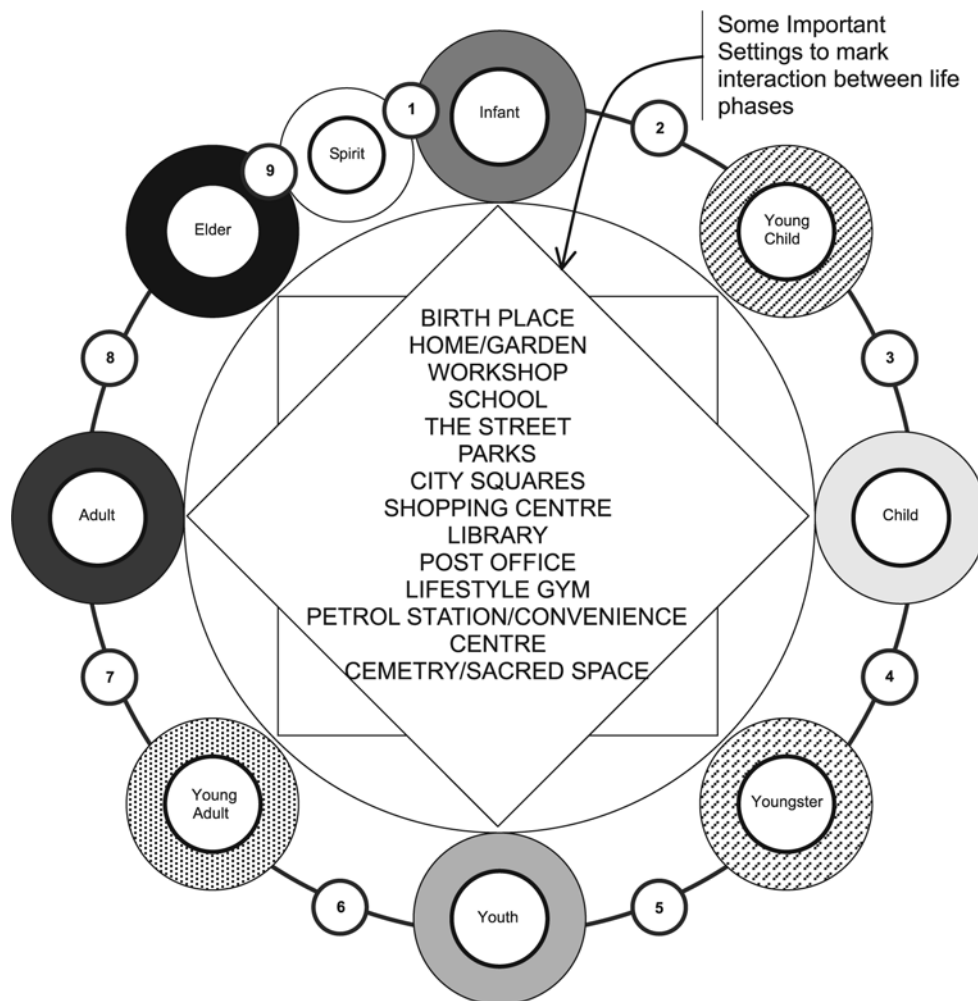 Some Important
Settings to mark
interaction between life
phases
1
Infant
2
Spirit
9
Elder
Young
Child
8
3
BIRTH PLACE
HOME/GARDEN
WORKSHOP
SCHOOL
THE STREET
PARKS
CITY SQUARES
SHOPPING CENTRE
LIBRARY
POST OFFICE
LIFESTYLE GYM
PETROL STATION/CONVENIENCE
CENTRE
CEMETRY/SACRED SPACE
Adult
Child
7
4
Young
Adult
Youngster
6
Youth
5